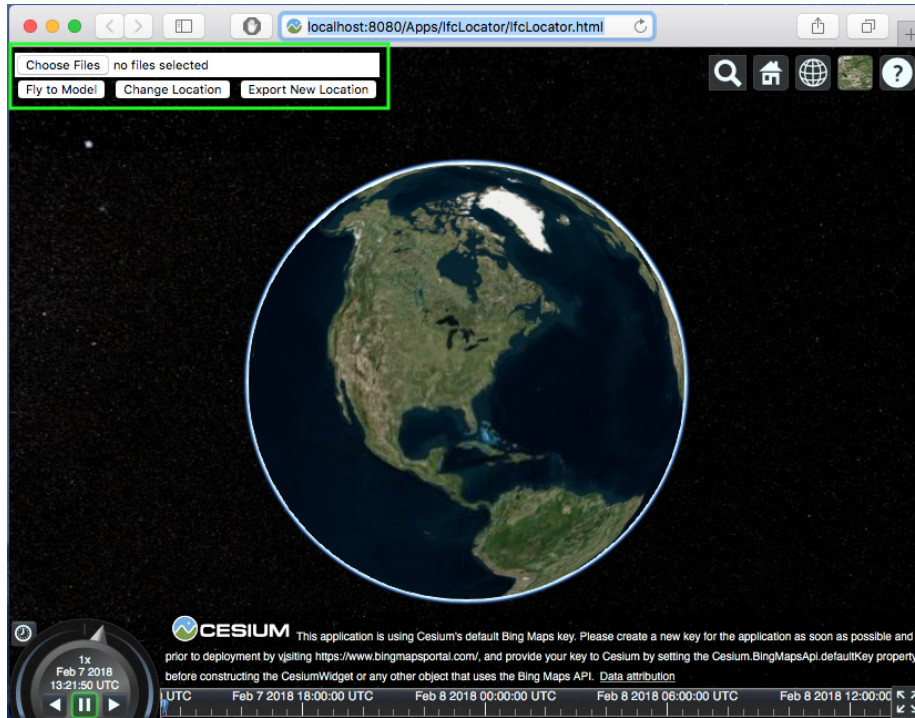 localhost:8080/Apps/IfcLocator/IfcLocator.html
Choose Files no files selected
Fly to Model Change Location Export New Location
?
CESIUM This application is using Cesium's default Bing Maps key. Please create a new key for the application as soon as possible and
prior to deployment by visiting https://www.bingmapsportal.com/, and provide your key to Cesium by setting the Cesium.BingMapsApi.defaultKey property
before constructing the CesiumWidget or any other object that uses the Bing Maps API. Data attribution
1x
Feb 7 2018
13:21:50 UTC
UTC Feb 7 2018 18:00:00 UTC Feb 8 2018 00:00:00 UTC Feb 8 2018 06:00:00 UTC Feb 8 2018 12:00:00